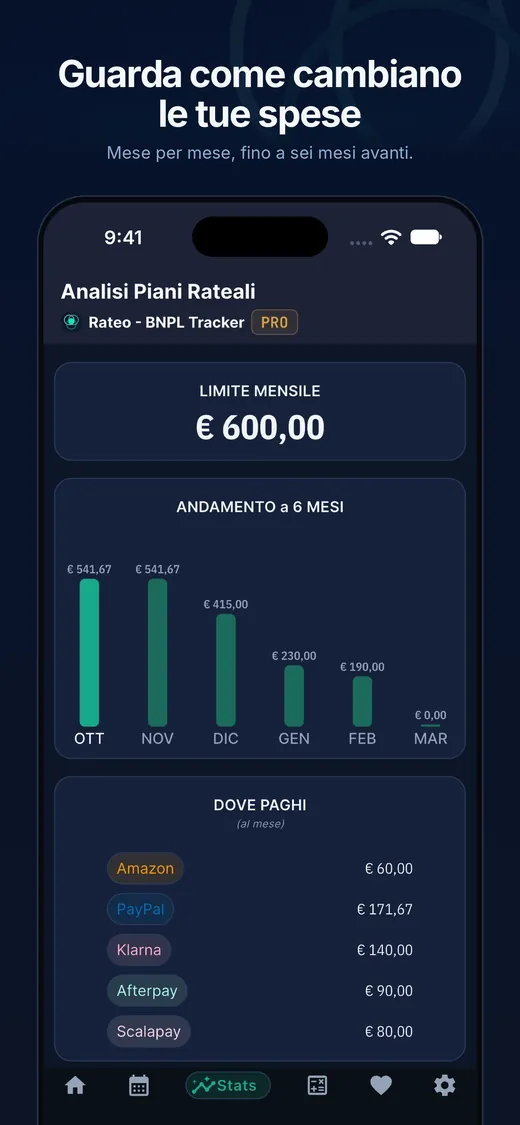 Guarda come cambiano
le tue spese
Mese per mese, fino a sei mesi avanti.
9:41
Analisi Piani Rateali
Rateo - BNPL Tracker PRO
LIMITE MENSILE
€ 600,00
ANDAMENTO a 6 MESI
€ 541,67 € 541,67 € 415,00 € 230,00 € 190,00 € 0,00
OTT NOV DIC GEN FEB MAR
DOVE PAGHI
(al mese)
Amazon € 60,00
PayPal € 171,67
Klarna € 140,00
Afterpay € 90,00
Scalapay € 80,00
Stats